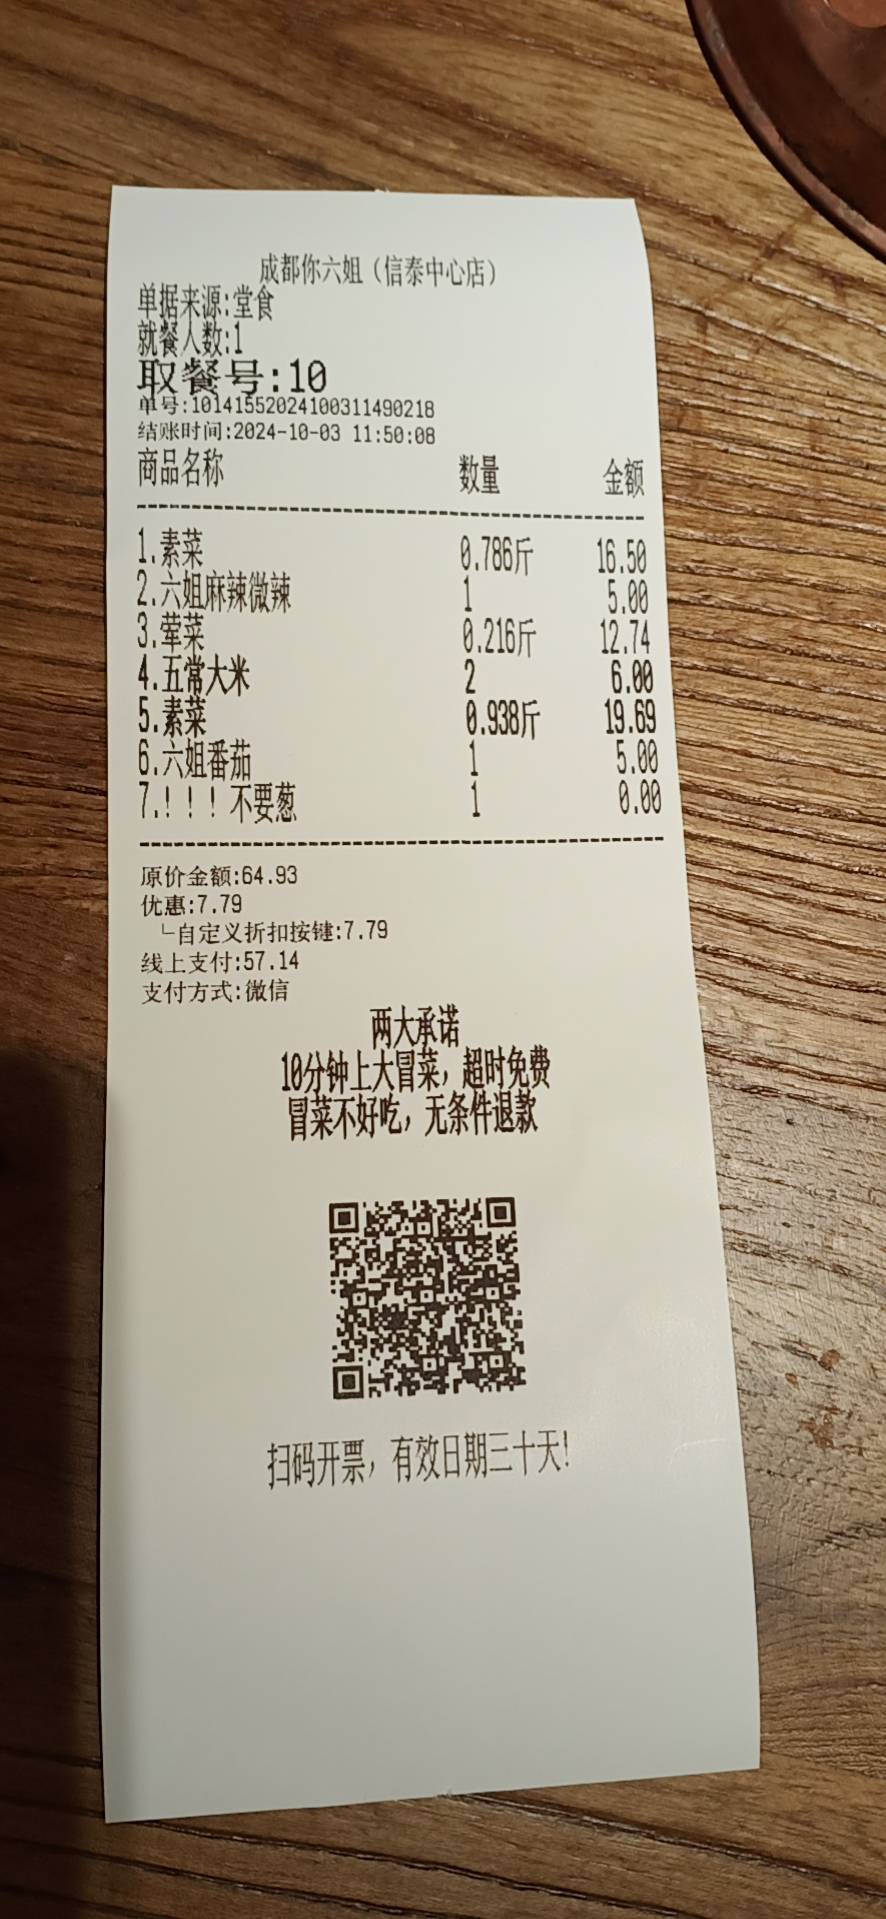 成都你六姐（信泰中心店）
单据来源:堂食
就餐人数:1
取餐号:10
单号:10141552024100311490218
结账时间:2024-10-03 11:50:08
商品名称 数量 金额
1.素菜 0.786斤 16.50
2.六姐麻辣微辣 1 5.00
3.荤菜 0.216斤 12.74
4.五常大米 2 6.00
5.素菜 0.938斤 19.69
6.六姐番茄 1 5.00
7.！！！不要葱 1 0.00
原价金额:64.93
优惠:7.79
└自定义折扣按键:7.79
线上支付:57.14
支付方式:微信
两大承诺
10分钟上大冒菜，超时免费
冒菜不好吃，无条件退款
扫码开票，有效日期三十天！